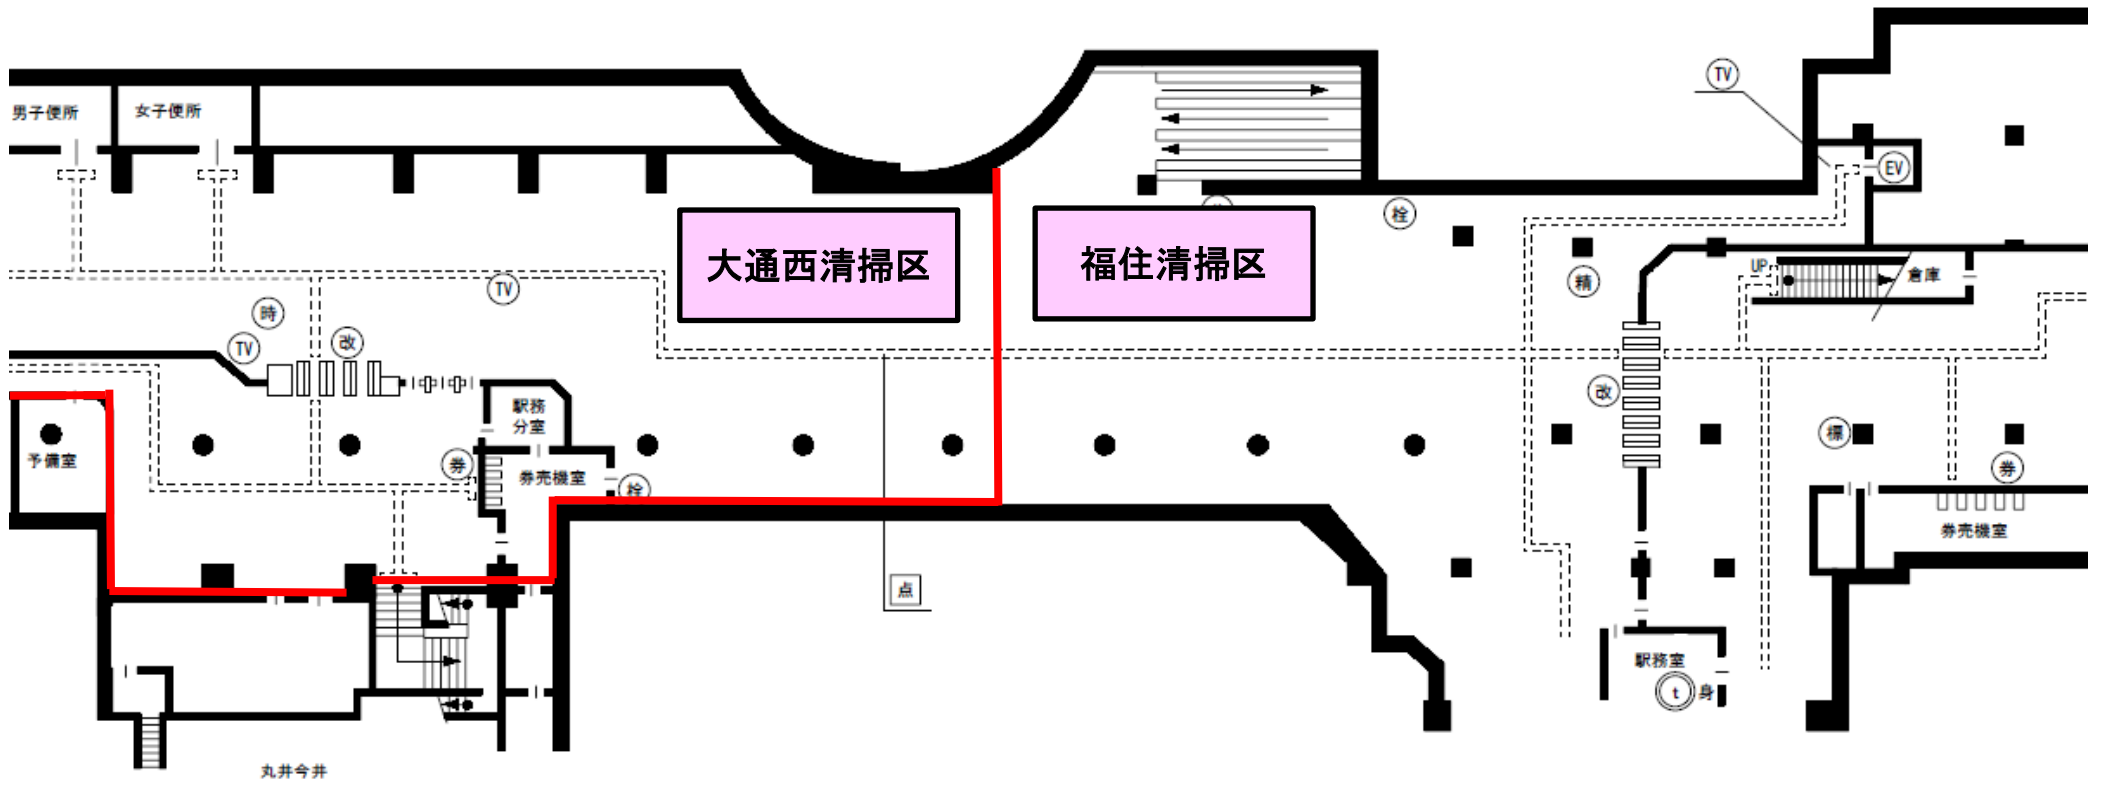 TV
男子便所
女子便所
EV
栓
大通西清掃区
福住清掃区
UP
倉庫
精
TV
時
TV
改
改
駅務
分室
標
予備室
券
券売機室
栓
券
券売機室
点
駅務室
t
身
丸井今井